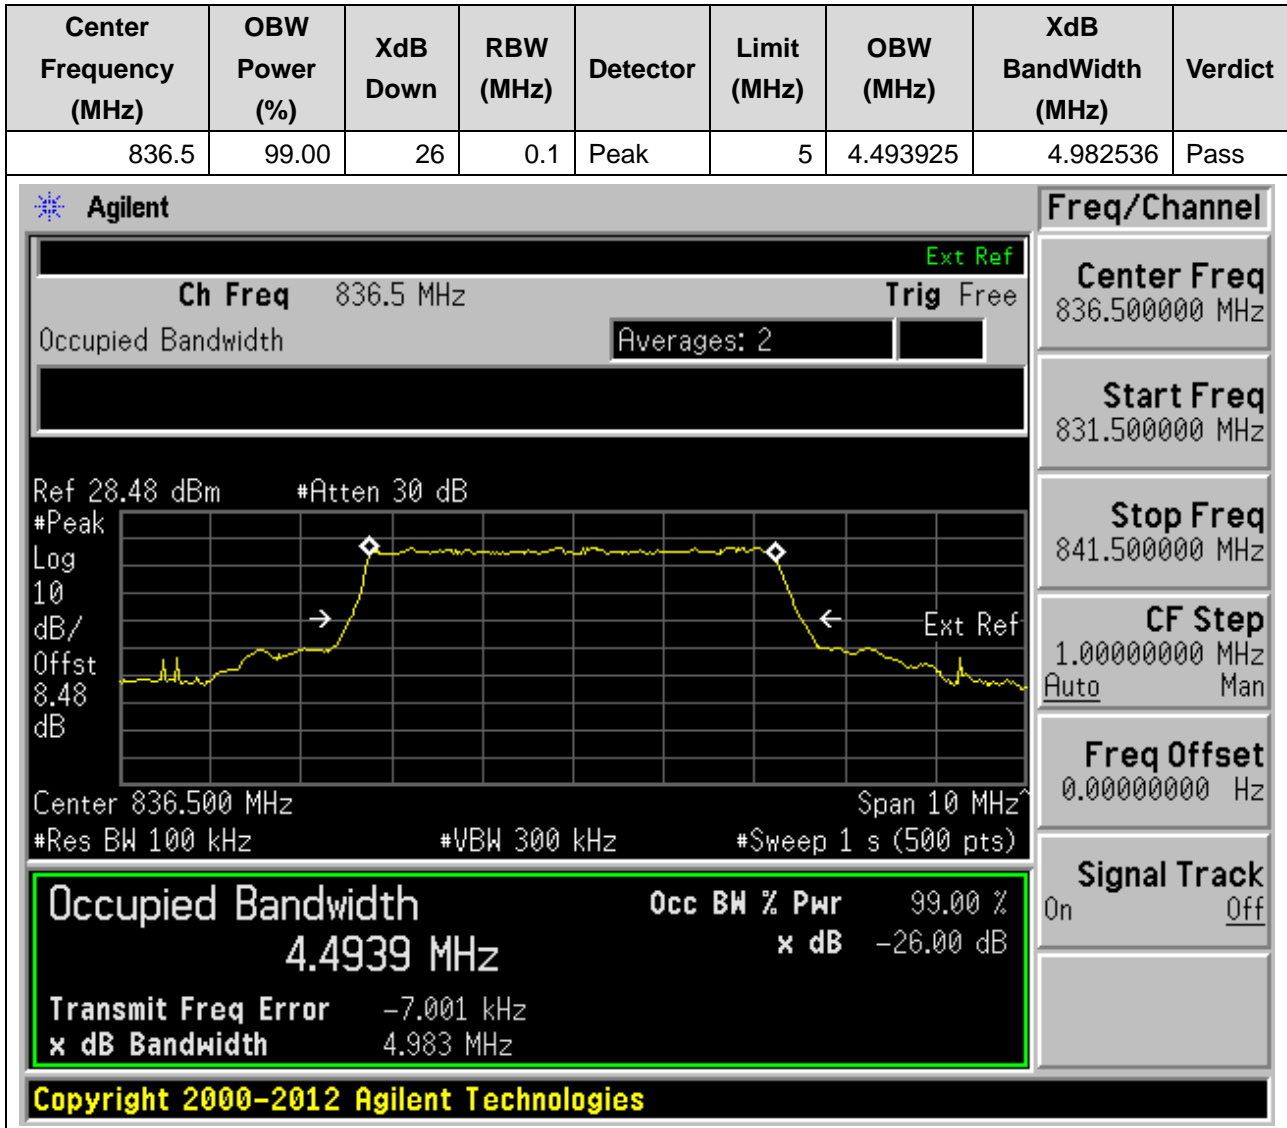 Center Frequency (MHz) OBW Power (%) XdB Down RBW (MHz) Detector Limit (MHz) OBW (MHz) XdB BandWidth (MHz) Verdict
836.5 99.00 26 0.1 Peak 5 4.493925 4.982536 Pass
Agilent
Freq/Channel
Ext Ref
Ch Freq 836.5 MHz Trig Free
Occupied Bandwidth Averages: 2
Center Freq
836.500000 MHz
Start Freq
831.500000 MHz
Stop Freq
841.500000 MHz
CF Step
1.00000000 MHz
Auto Man
Freq Offset
0.00000000 Hz
Signal Track
On Off
Ref 28.48 dBm #Atten 30 dB
#Peak
Log
10
dB/
Offst
8.48
dB
Ext Ref
Center 836.500 MHz Span 10 MHz^
#Res BW 100 kHz #VBW 300 kHz #Sweep 1 s (500 pts)
Occupied Bandwidth
4.4939 MHz
Occ BW % Pwr 99.00 %
x dB -26.00 dB
Transmit Freq Error -7.001 kHz
x dB Bandwidth 4.983 MHz
Copyright 2000-2012 Agilent Technologies